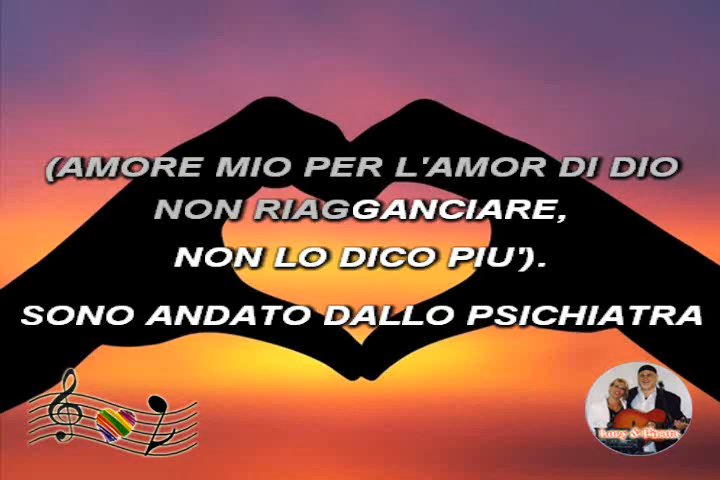 (AMORE MIO PER L'AMOR DI DIO
NON RIAGGANCIARE,
NON LO DICO PIU').
SONO ANDATO DALLO PSICHIATRA